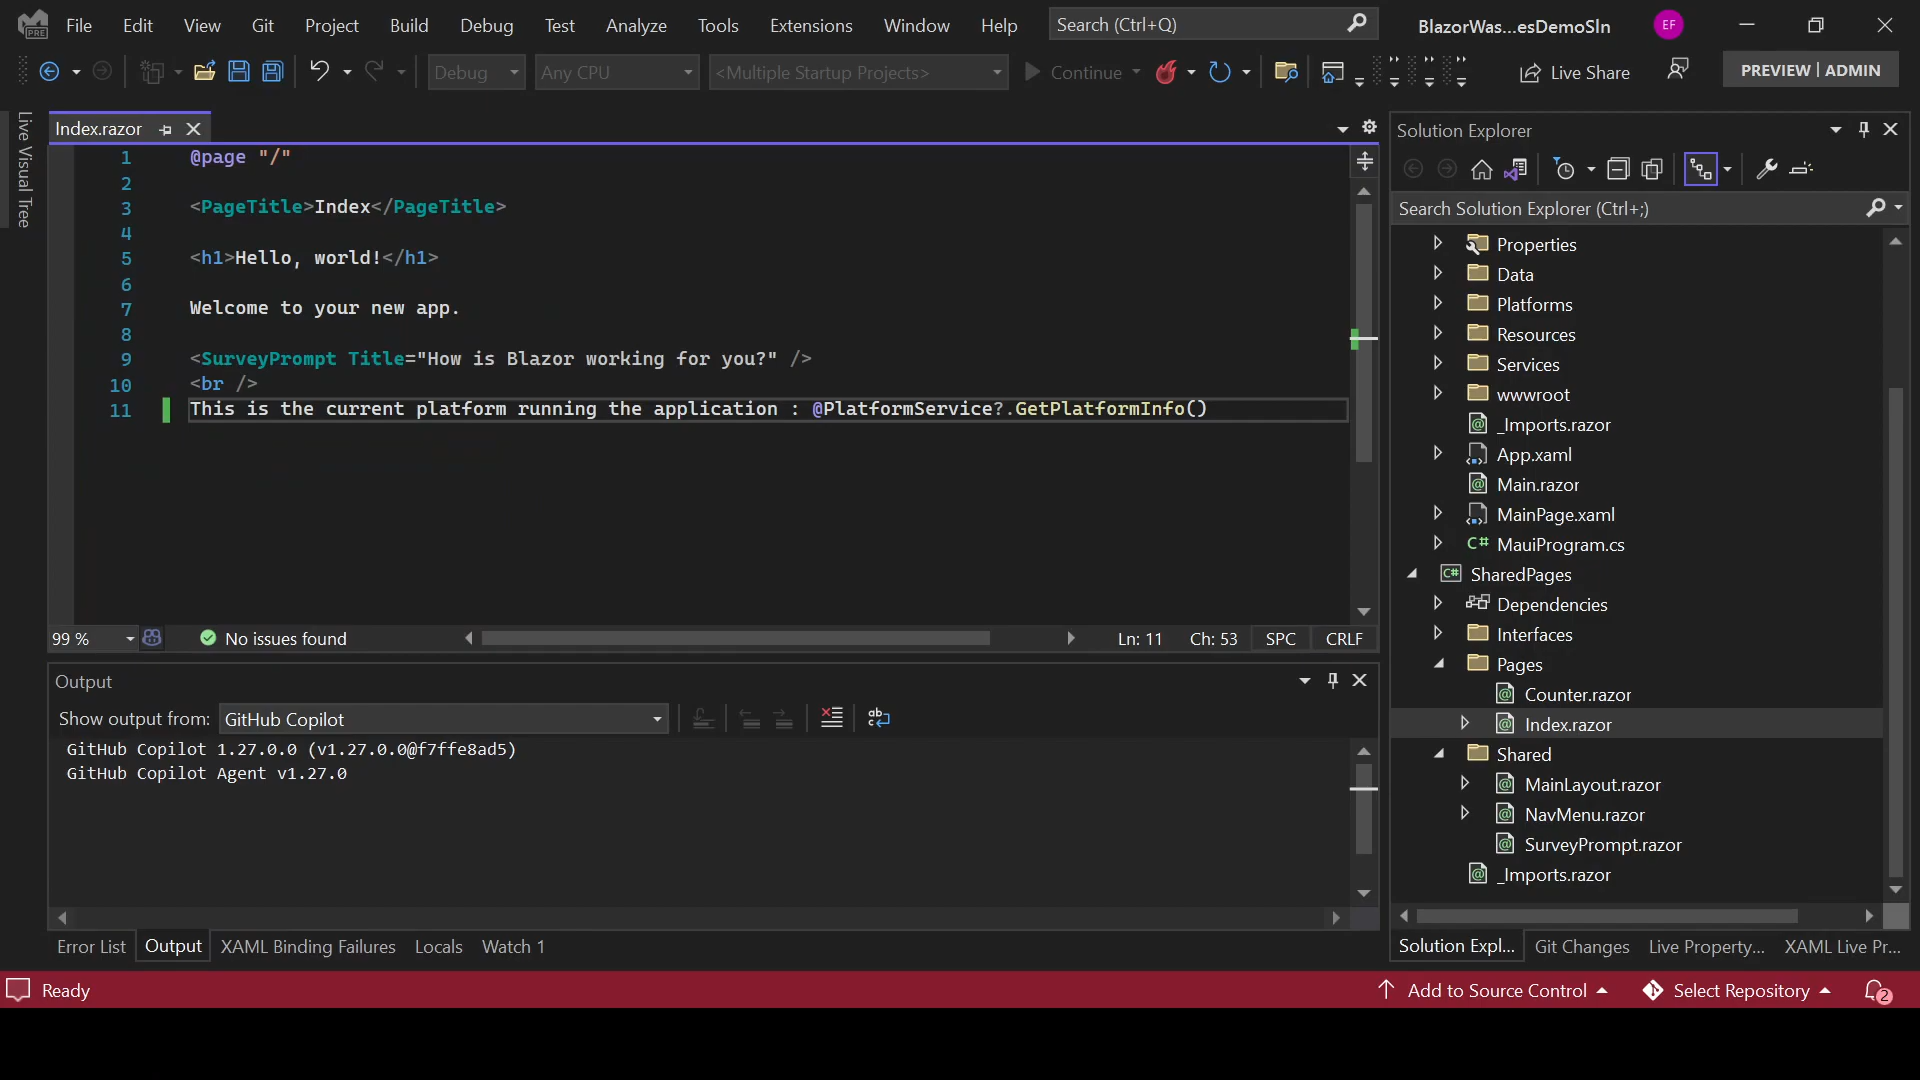 PRE
File Edit View Git Project Build Debug Test Analyze Tools Extensions Window Help Search (Ctrl+Q) BlazorWas...esDemoSln EF
Debug Any CPU <Multiple Startup Projects> Continue Live Share PREVIEW | ADMIN
Live Visual Tree
Index.razor
1 @page "/"
2
3 <PageTitle>Index</PageTitle>
4
5 <h1>Hello, world!</h1>
6
7 Welcome to your new app.
8
9 <SurveyPrompt Title="How is Blazor working for you?" />
10 <br />
11 This is the current platform running the application : @PlatformService?.GetPlatformInfo()
99 % No issues found Ln: 11 Ch: 53 SPC CRLF
Output
Show output from: GitHub Copilot
GitHub Copilot 1.27.0.0 (v1.27.0.0@f7ffe8ad5)
GitHub Copilot Agent v1.27.0
Error List Output XAML Binding Failures Locals Watch 1
Solution Explorer
Search Solution Explorer (Ctrl+;)
Properties
Data
Platforms
Resources
Services
wwwroot
_Imports.razor
App.xaml
Main.razor
MainPage.xaml
C# MauiProgram.cs
C# SharedPages
Dependencies
Interfaces
Pages
Counter.razor
Index.razor
Shared
MainLayout.razor
NavMenu.razor
SurveyPrompt.razor
_Imports.razor
Solution Expl... Git Changes Live Property... XAML Live Pr...
Ready Add to Source Control Select Repository 2